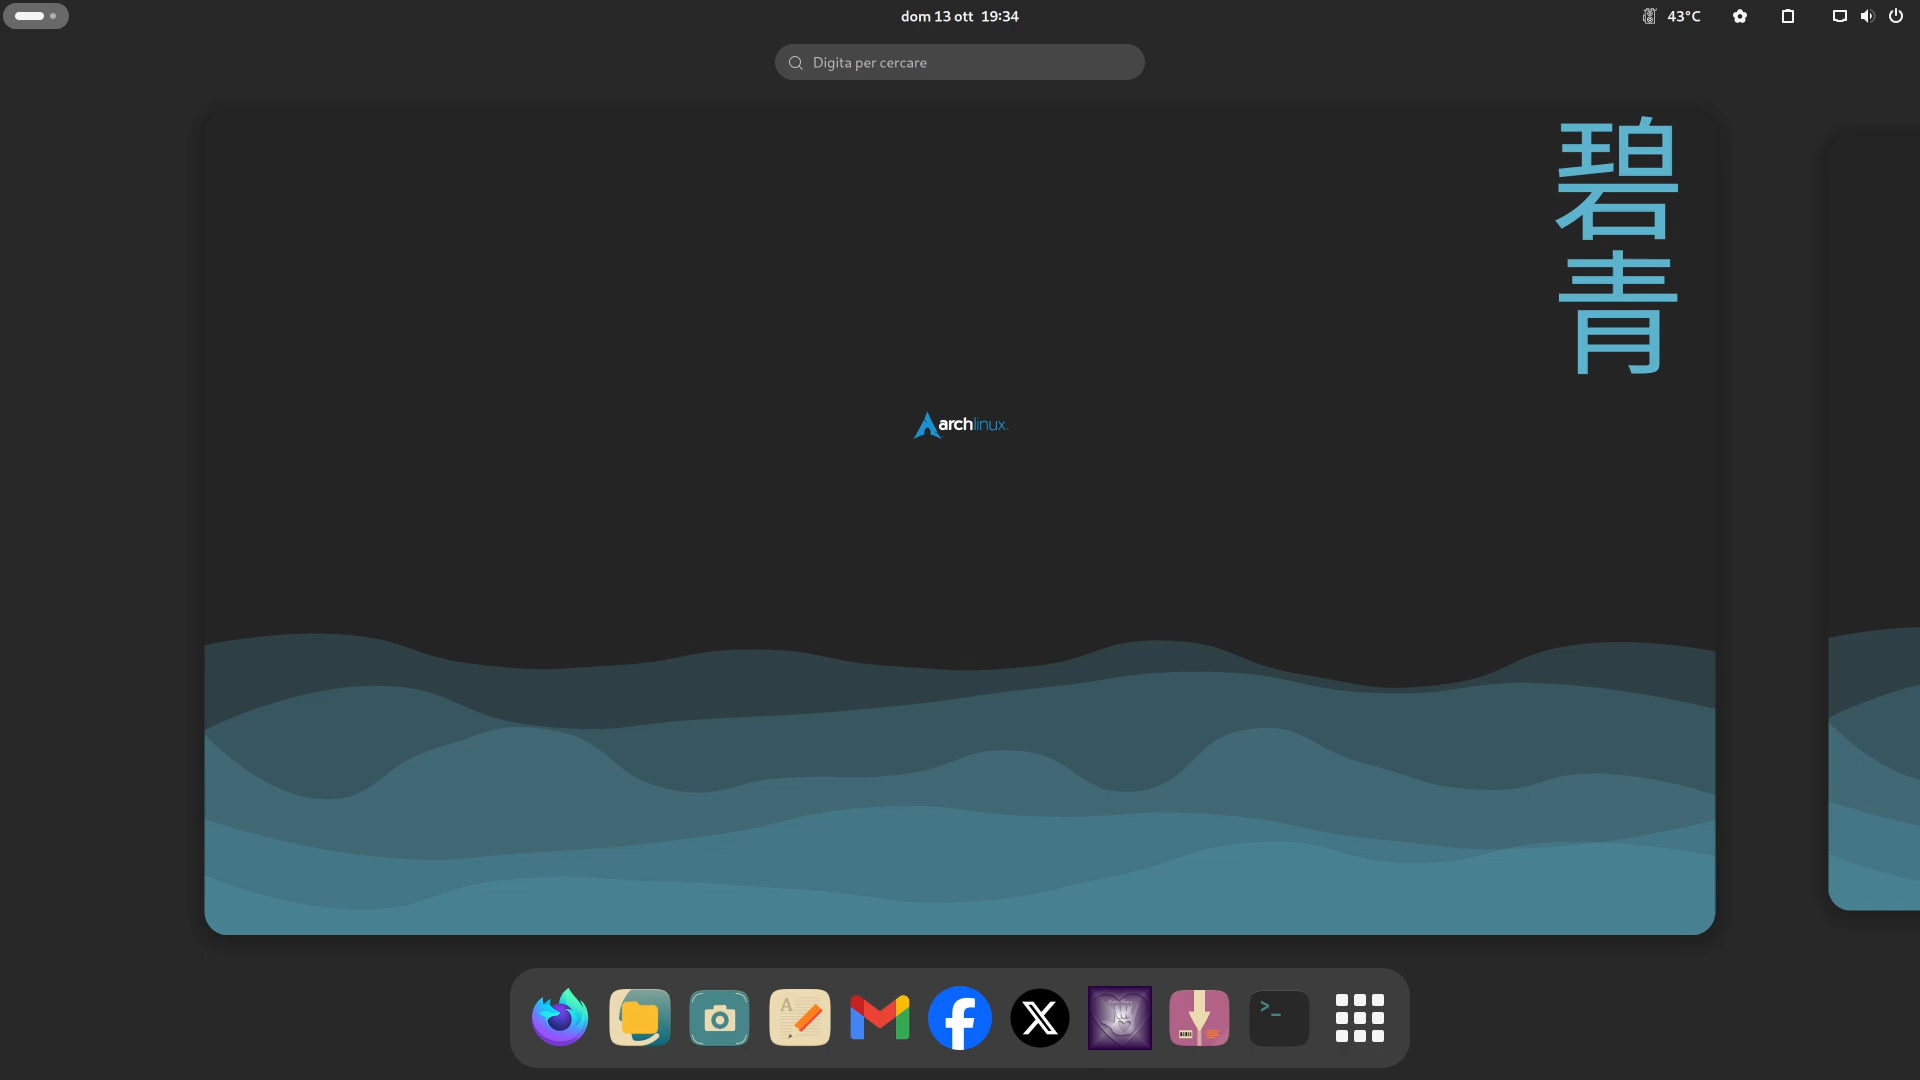 dom 13 ott 19:34
43°C
Digita per cercare
碧青
archlinux
A
>_